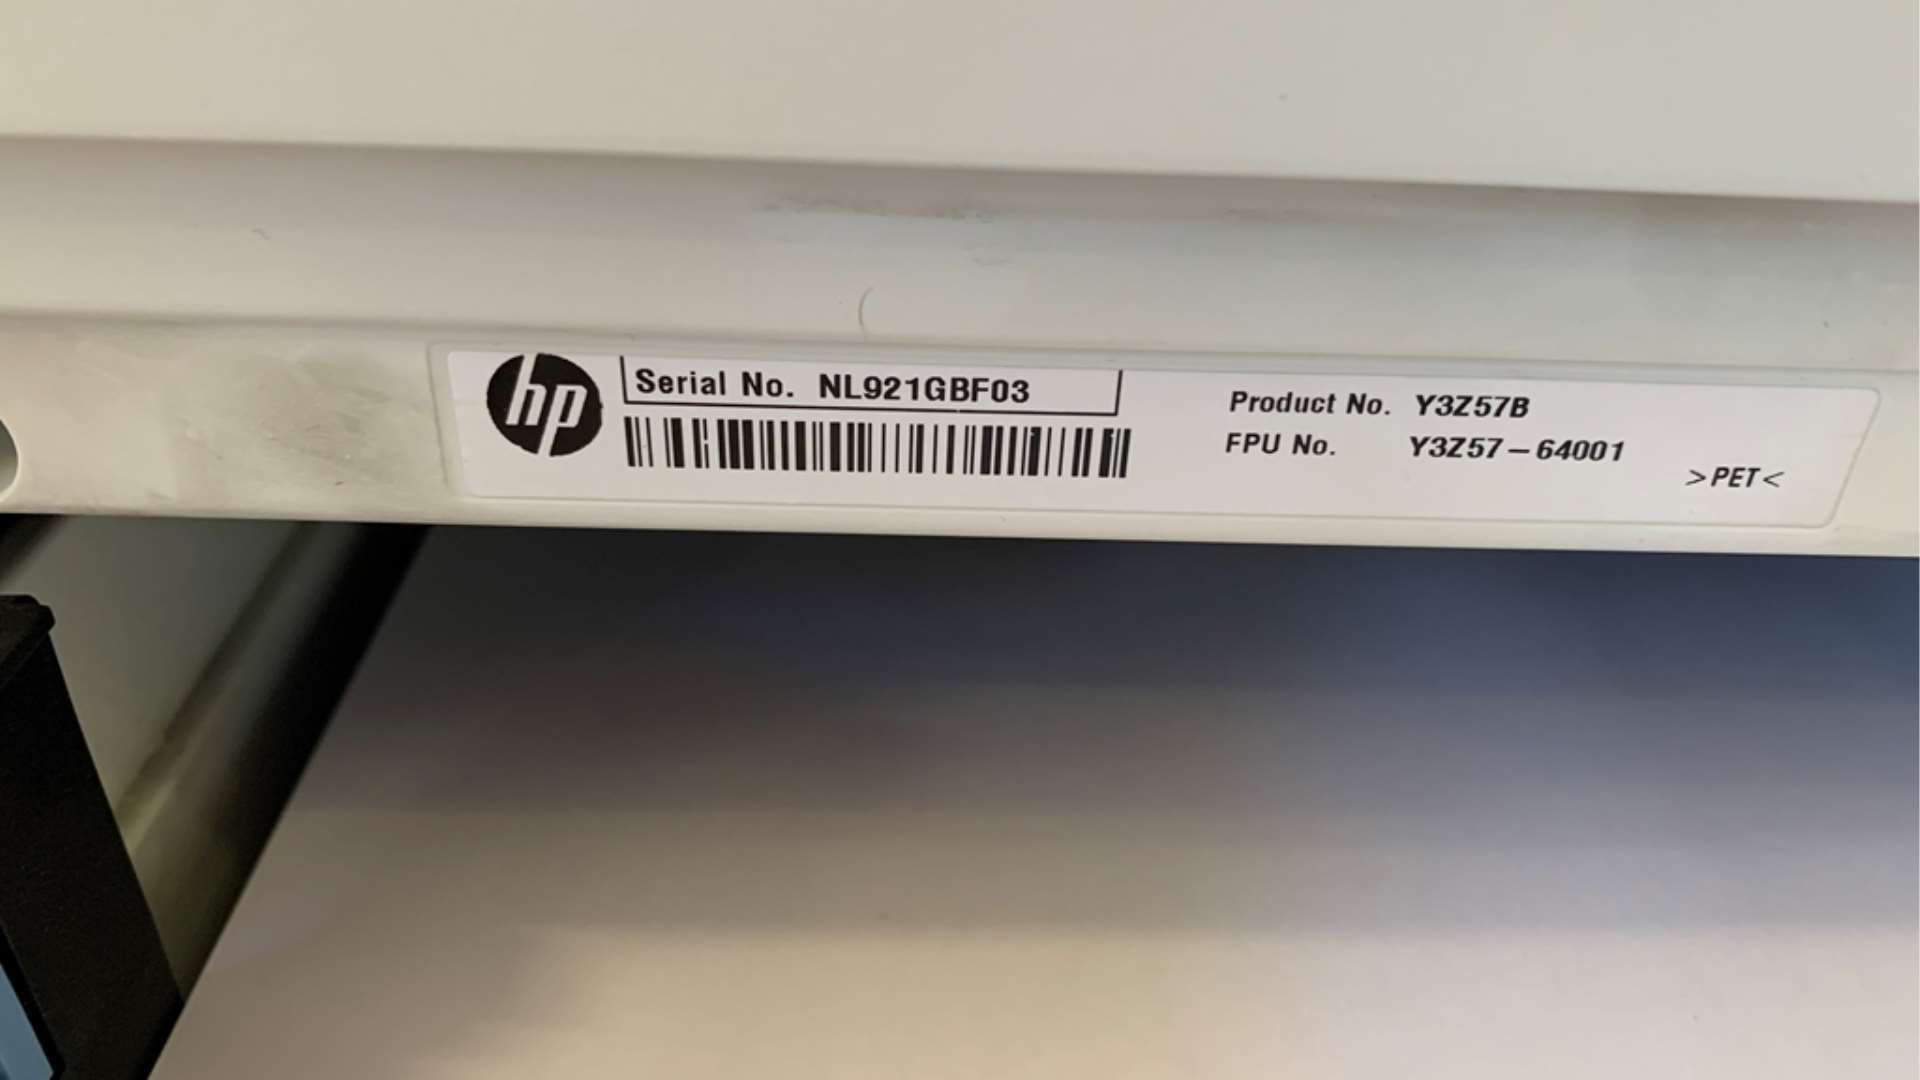 hp
Serial No. NL921GBF03
Product No. Y3Z57B
FPU No. Y3Z57-64001
>PET<